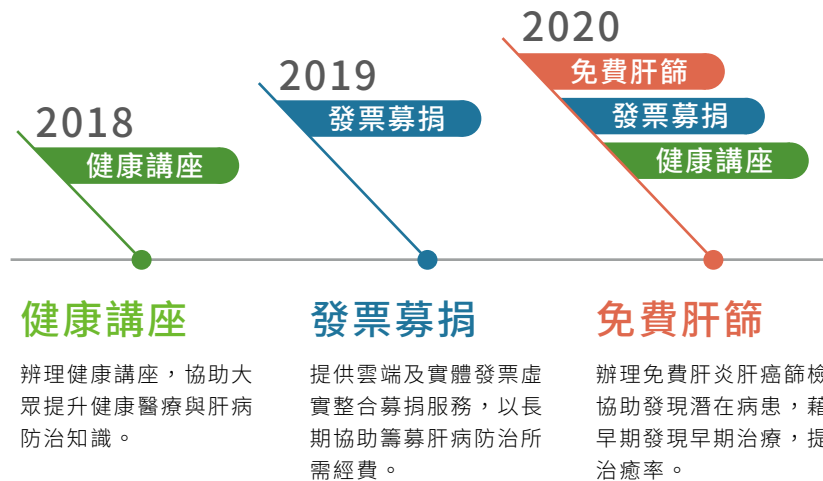 2018
健康講座
2019
發票募捐
2020
免費肝篩
發票募捐
健康講座
健康講座
辨理健康講座，協助大
眾提升健康醫療與肝病
防治知識。
發票募捐
提供雲端及實體發票虛
實整合募捐服務，以長
期協助籌募肝病防治所
需經費。
免費肝篩
辦理免費肝炎肝癌篩檢
協助發現潛在病患，藉
早期發現早期治療，提
治癒率。